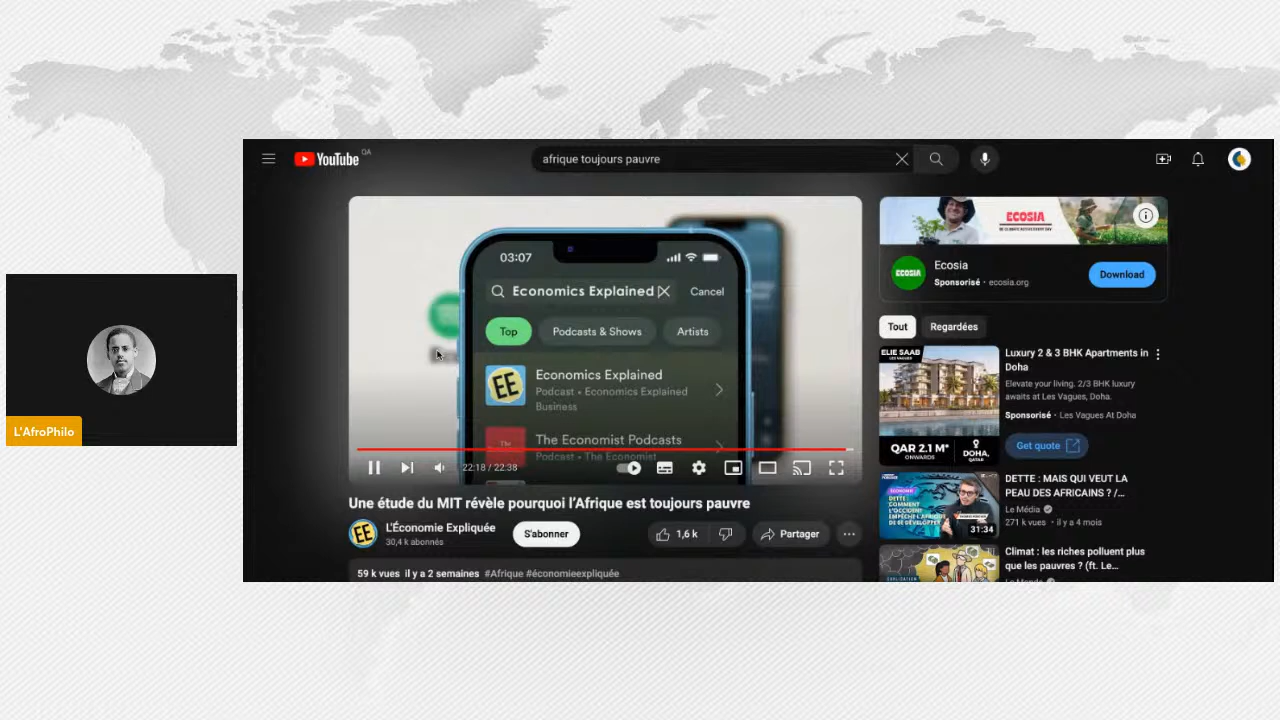 YouTube QA
afrique toujours pauvre
03:07
Economics Explained
Cancel
Top
Podcasts & Shows
Artists
EE
Economics Explained
Podcast • Economics Explained
Business
The Economist Podcasts
Podcast • The Economist
22:18 / 22:38
Une étude du MIT révèle pourquoi l'Afrique est toujours pauvre
EE
L'Économie Expliquée
30,4 k abonnés
S'abonner
1,6 k
Partager
59 k vues il y a 2 semaines #Afrique #économieexpliquée
L'AfroPhilo
ECOSIA
ECOSIA
Ecosia
Sponsorisé · ecosia.org
Download
Tout
Regardées
ELIE SAAB
QAR 2.1 M*
ONWARDS
DOHA,
QATAR
Luxury 2 & 3 BHK Apartments in
Doha
Elevate your living. 2/3 BHK luxury
awaits at Les Vagues, Doha.
Sponsorisé · Les Vagues At Doha
Get quote
DETTE :
COMMENT
L'OCCIDENT
EMPÊCHE L'AFRIQUE
DE SE DÉVELOPPER
31:34
DETTE : MAIS QUI VEUT LA
PEAU DES AFRICAINS ? /...
Le Média
271 k vues · il y a 4 mois
Climat : les riches polluent plus
que les pauvres ? (ft. Le...
Le Monde